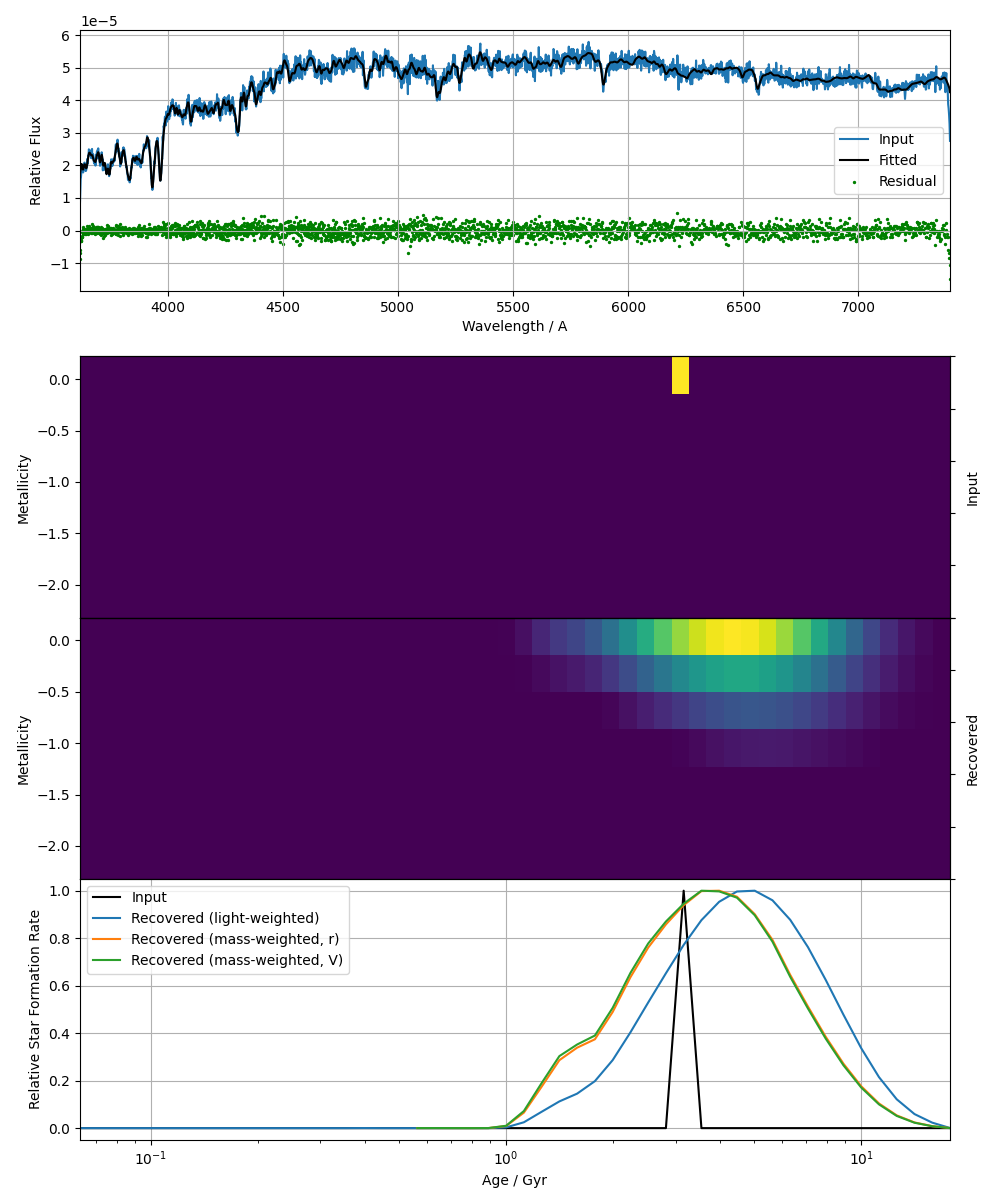 1e−5
6
5
4
3
2
1
0
−1
Relative Flux
Input
Fitted
Residual
4000 4500 5000 5500 6000 6500 7000
Wavelength / A
0.0
−0.5
−1.0
−1.5
−2.0
Metallicity
Input
0.0
−0.5
−1.0
−1.5
−2.0
Metallicity
Recovered
1.0
0.8
0.6
0.4
0.2
0.0
Relative Star Formation Rate
Input
Recovered (light-weighted)
Recovered (mass-weighted, r)
Recovered (mass-weighted, V)
10⁻¹ 10⁰ 10¹
Age / Gyr